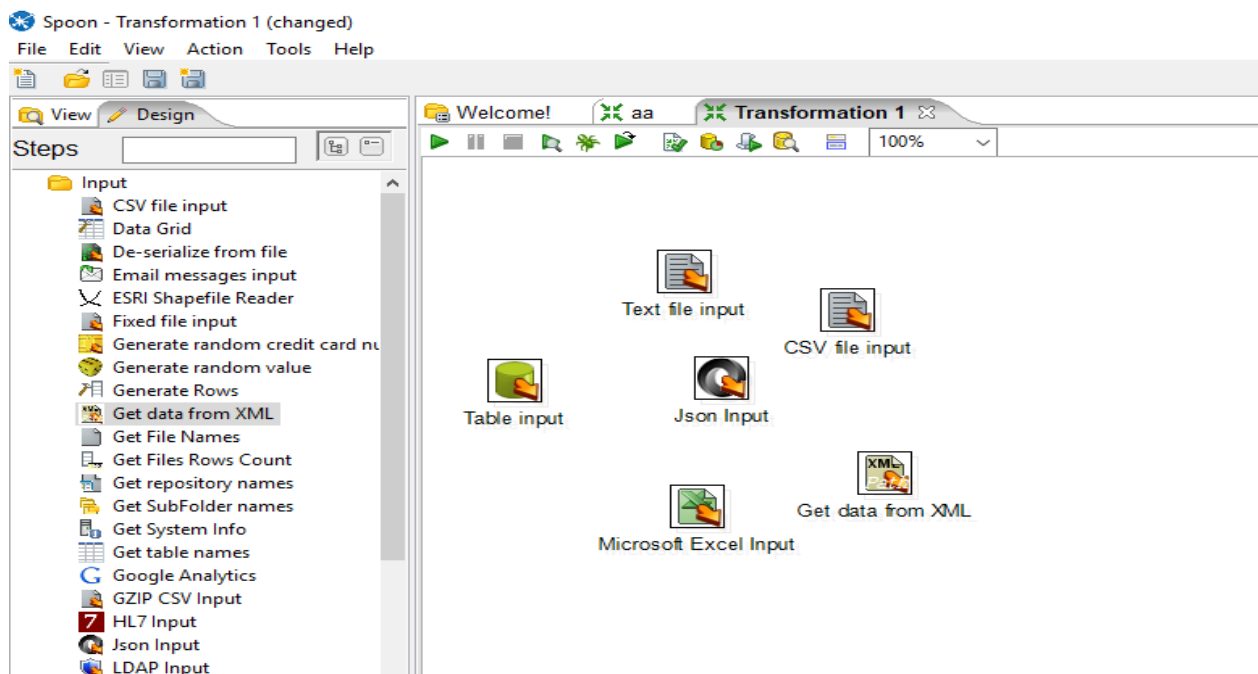 Spoon - Transformation 1 (changed)
File Edit View Action Tools Help
View Design
Steps
Input
CSV file input
Data Grid
De-serialize from file
Email messages input
ESRI Shapefile Reader
Fixed file input
Generate random credit card nu
Generate random value
Generate Rows
Get data from XML
Get File Names
Get Files Rows Count
Get repository names
Get SubFolder names
Get System Info
Get table names
Google Analytics
GZIP CSV Input
HL7 Input
Json Input
LDAP Input
Welcome! aa Transformation 1
100%
Text file input
CSV file input
Table input
Json Input
XML
Path
Get data from XML
Microsoft Excel Input